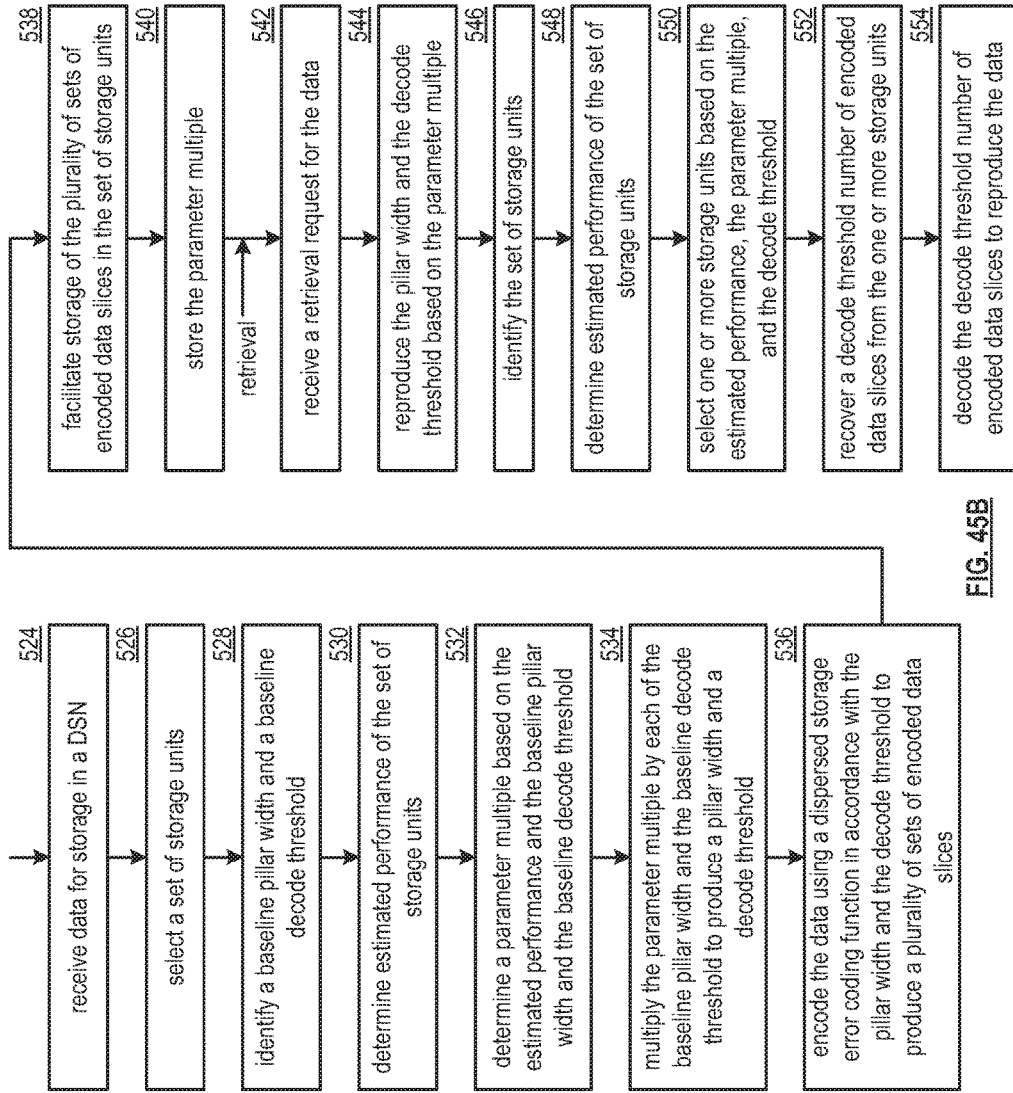 524
receive data for storage in a DSN
526
select a set of storage units
528
identify a baseline pillar width and a baseline
decode threshold
530
determine estimated performance of the set of
storage units
532
determine a parameter multiple based on the
estimated performance and the baseline pillar
width and the baseline decode threshold
534
multiply the parameter multiple by each of the
baseline pillar width and the baseline decode
threshold to produce a pillar width and a
decode threshold
536
encode the data using a dispersed storage
error coding function in accordance with the
pillar width and the decode threshold to
produce a plurality of sets of encoded data
slices
538
facilitate storage of the plurality of sets of
encoded data slices in the set of storage units
540
store the parameter multiple
retrieval
542
receive a retrieval request for the data
544
reproduce the pillar width and the decode
threshold based on the parameter multiple
546
identify the set of storage units
548
determine estimated performance of the set of
storage units
550
select one or more storage units based on the
estimated performance, the parameter multiple,
and the decode threshold
552
recover a decode threshold number of encoded
data slices from the one or more storage units
554
decode the decode threshold number of
encoded data slices to reproduce the data
FIG. 45B